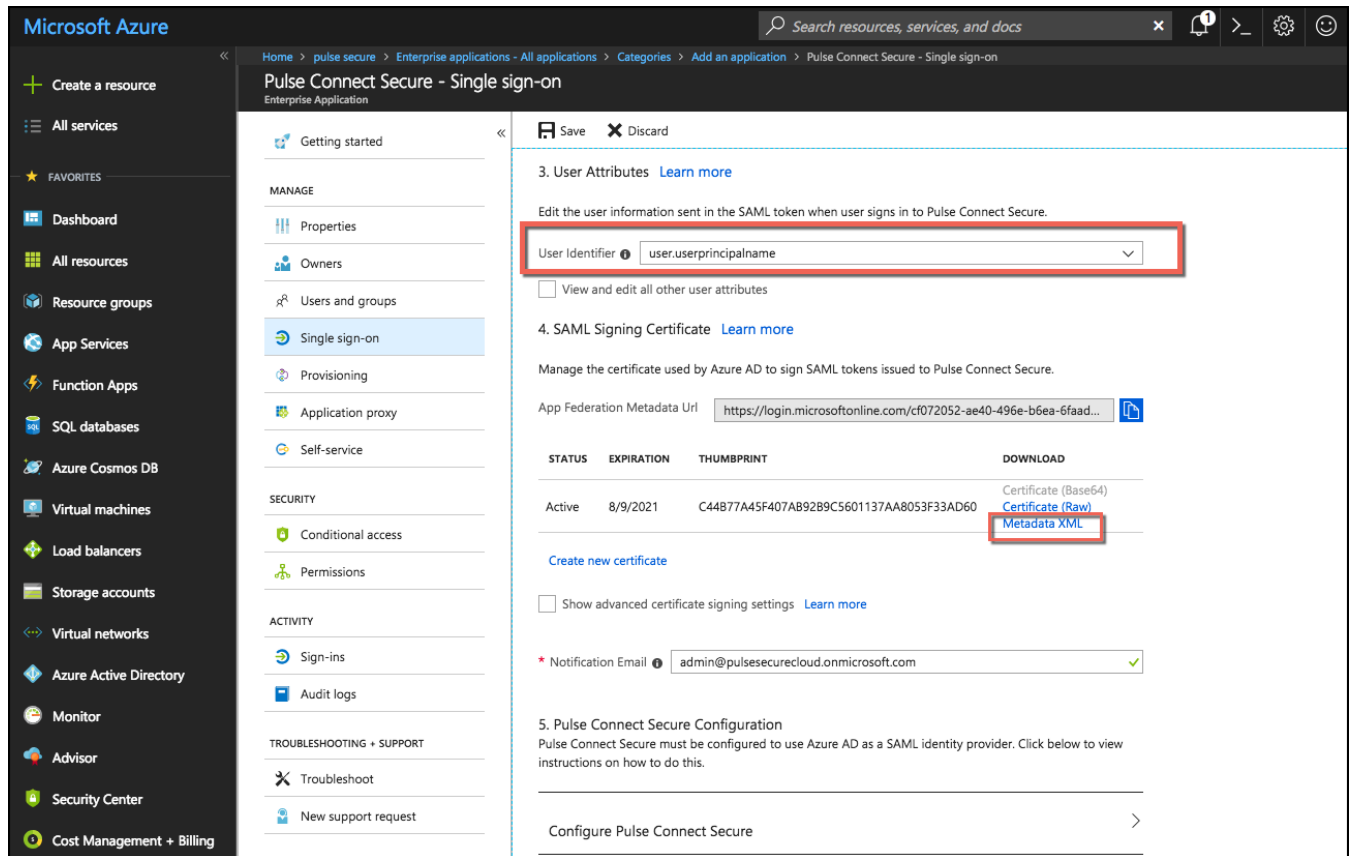 Microsoft Azure
Search resources, services, and docs
1
Home > pulse secure > Enterprise applications - All applications > Categories > Add an application > Pulse Connect Secure - Single sign-on
Pulse Connect Secure - Single sign-on
Enterprise Application
Create a resource
All services
FAVORITES
Dashboard
All resources
Resource groups
App Services
Function Apps
SQL databases
Azure Cosmos DB
Virtual machines
Load balancers
Storage accounts
Virtual networks
Azure Active Directory
Monitor
Advisor
Security Center
Cost Management + Billing
Getting started
MANAGE
Properties
Owners
Users and groups
Single sign-on
Provisioning
Application proxy
Self-service
SECURITY
Conditional access
Permissions
ACTIVITY
Sign-ins
Audit logs
TROUBLESHOOTING + SUPPORT
Troubleshoot
New support request
Save Discard
3. User Attributes Learn more
Edit the user information sent in the SAML token when user signs in to Pulse Connect Secure.
User Identifier user.userprincipalname
View and edit all other user attributes
4. SAML Signing Certificate Learn more
Manage the certificate used by Azure AD to sign SAML tokens issued to Pulse Connect Secure.
App Federation Metadata Url https://login.microsoftonline.com/cf072052-ae40-496e-b6ea-6faad...
STATUS EXPIRATION THUMBPRINT DOWNLOAD
Certificate (Base64)
Active 8/9/2021 C44B77A45F407AB92B9C5601137AA8053F33AD60 Certificate (Raw)
Metadata XML
Create new certificate
Show advanced certificate signing settings Learn more
* Notification Email admin@pulsesecurecloud.onmicrosoft.com
5. Pulse Connect Secure Configuration
Pulse Connect Secure must be configured to use Azure AD as a SAML identity provider. Click below to view
instructions on how to do this.
Configure Pulse Connect Secure